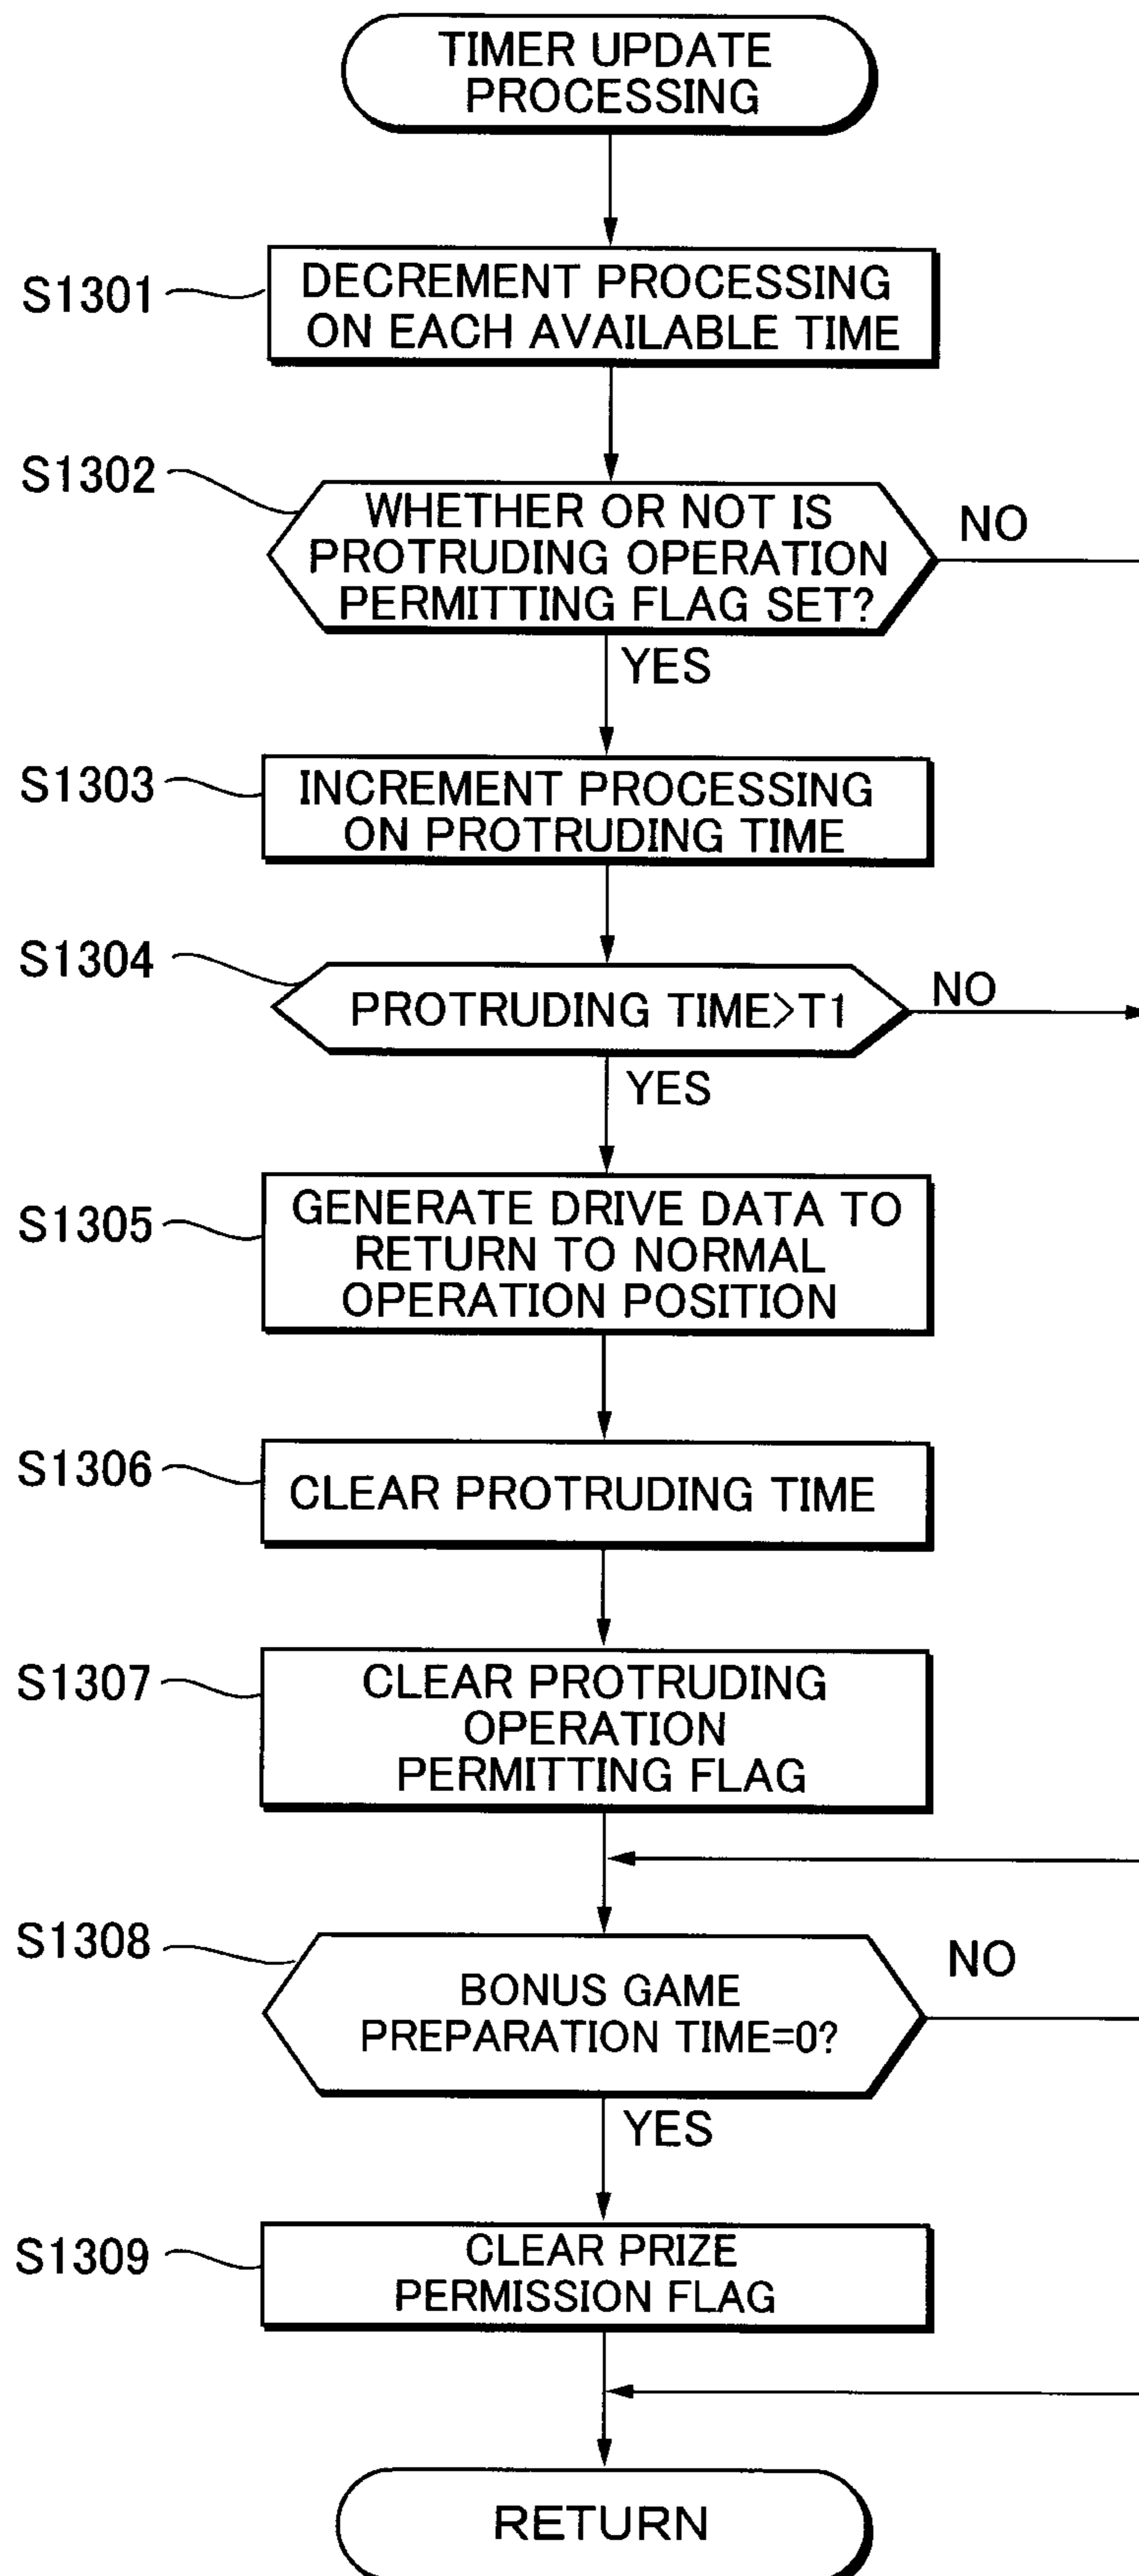 TIMER UPDATE
PROCESSING
S1301
DECREMENT PROCESSING
ON EACH AVAILABLE TIME
S1302
WHETHER OR NOT IS
PROTRUDING OPERATION
PERMITTING FLAG SET?
NO
YES
S1303
INCREMENT PROCESSING
ON PROTRUDING TIME
S1304
PROTRUDING TIME>T1
NO
YES
S1305
GENERATE DRIVE DATA TO
RETURN TO NORMAL
OPERATION POSITION
S1306
CLEAR PROTRUDING TIME
S1307
CLEAR PROTRUDING
OPERATION
PERMITTING FLAG
S1308
BONUS GAME
PREPARATION TIME=0?
NO
YES
S1309
CLEAR PRIZE
PERMISSION FLAG
RETURN